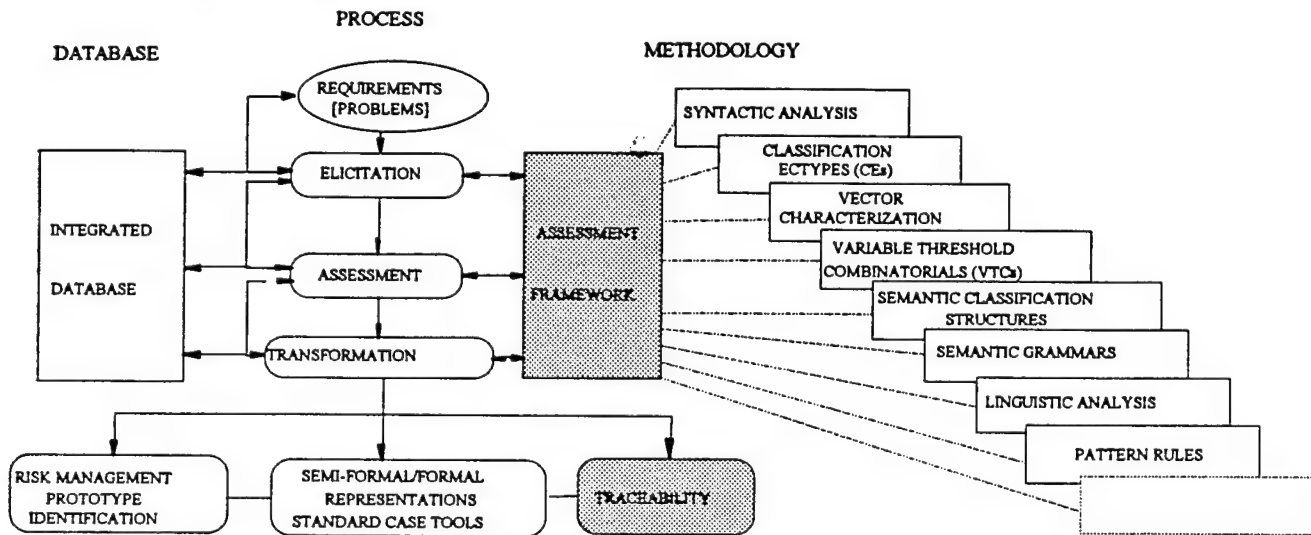 PROCESS
DATABASE
METHODOLOGY
REQUIREMENTS
[PROBLEMS]
ELICITATION
ASSESSMENT
TRANSFORMATION
INTEGRATED
DATABASE
ASSESSMENT
FRAMEWORK
SYNTACTIC ANALYSIS
CLASSIFICATION
ECTYPES (CEs)
VECTOR
CHARACTERIZATION
VARIABLE THRESHOLD
COMBINATORIALS (VTCs)
SEMANTIC CLASSIFICATION
STRUCTURES
SEMANTIC GRAMMARS
LINGUISTIC ANALYSIS
PATTERN RULES
RISK MANAGEMENT
PROTOTYPE
IDENTIFICATION
SEMI-FORMAL/FORMAL
REPRESENTATIONS
STANDARD CASE TOOLS
TRACEABILITY